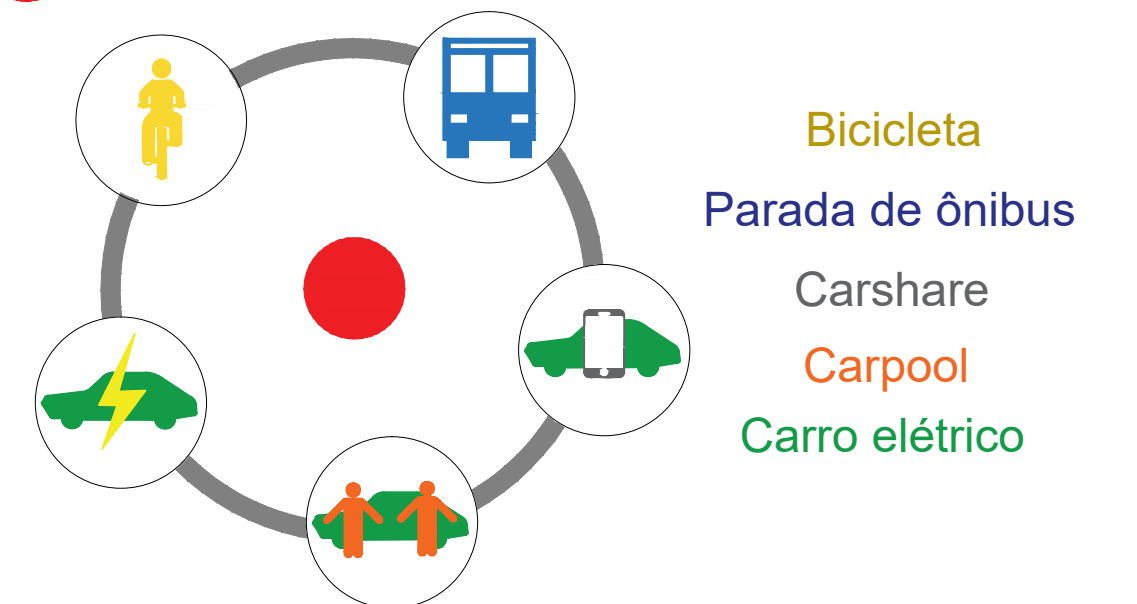 Bicicleta
Parada de ônibus
Carshare
Carpool
Carro elétrico